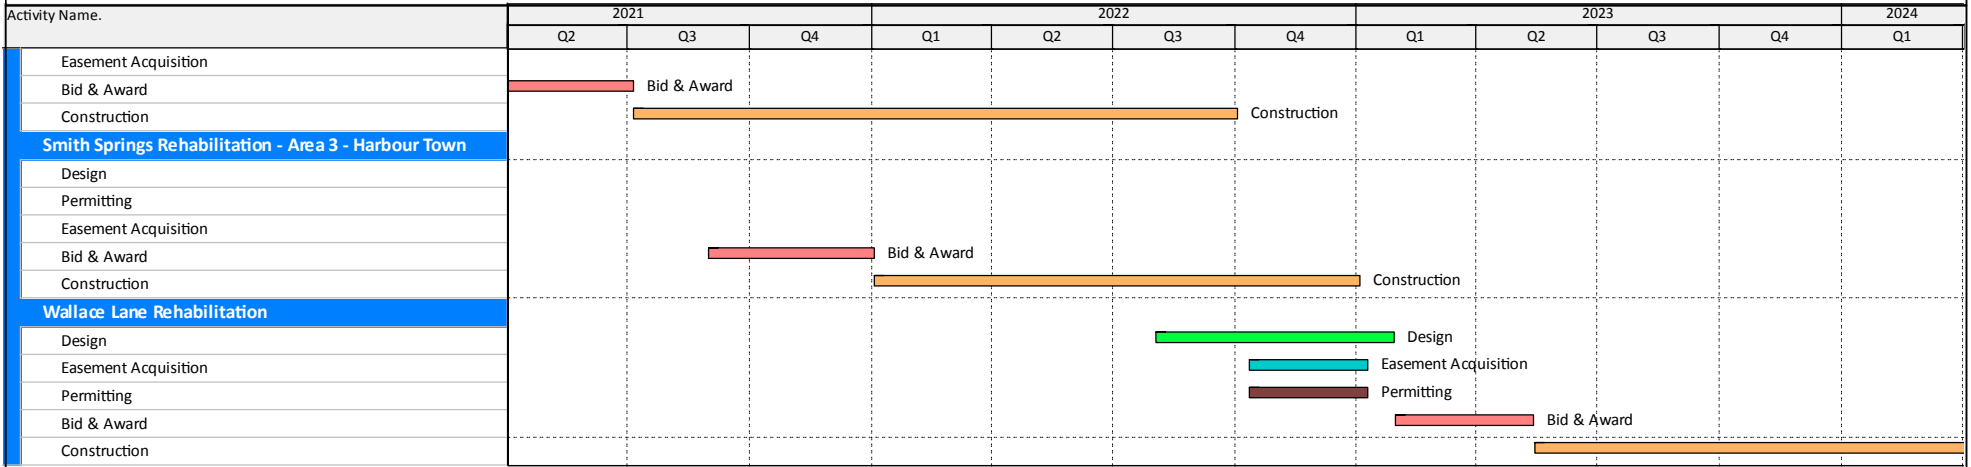 Activity Name.
2021 2022 2023 2024
Q2 Q3 Q4 Q1 Q2 Q3 Q4 Q1 Q2 Q3 Q4 Q1
Easement Acquisition
Bid & Award Bid & Award
Construction Construction
Smith Springs Rehabilitation - Area 3 - Harbour Town
Design
Permitting
Easement Acquisition
Bid & Award Bid & Award
Construction Construction
Wallace Lane Rehabilitation
Design Design
Easement Acquisition Easement Acquisition
Permitting Permitting
Bid & Award Bid & Award
Construction